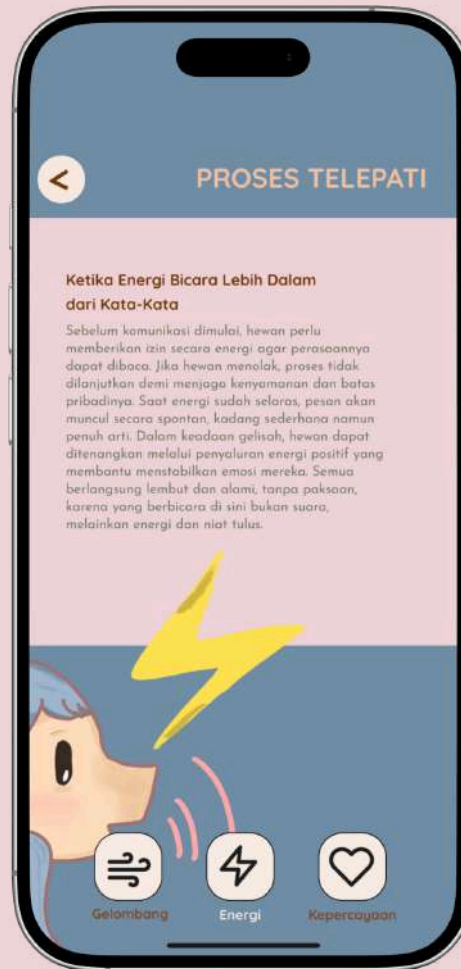 PROSES TELEPATI
Ketika Energi Bicara Lebih Dalam
dari Kata-Kata
Sebelum komunikasi dimulai, hewan perlu
memberikan izin secara energi agar perasaannya
dapat dibaca. Jika hewan menolak, proses tidak
dilanjutkan demi menjaga kenyamanan dan batas
pribadinya. Saat energi sudah selaras, pesan akan
muncul secara spontan, kadang sederhana namun
penuh arti. Dalam keadaan gelisah, hewan dapat
ditenangkan melalui penyaluran energi positif yang
membantu menstabilkan emosi mereka. Semua
berlangsung lembut dan alami, tanpa paksaan,
karena yang berbicara di sini bukan suara,
melainkan energi dan niat tulus.
Gelombang
Energi
Kepercayaan